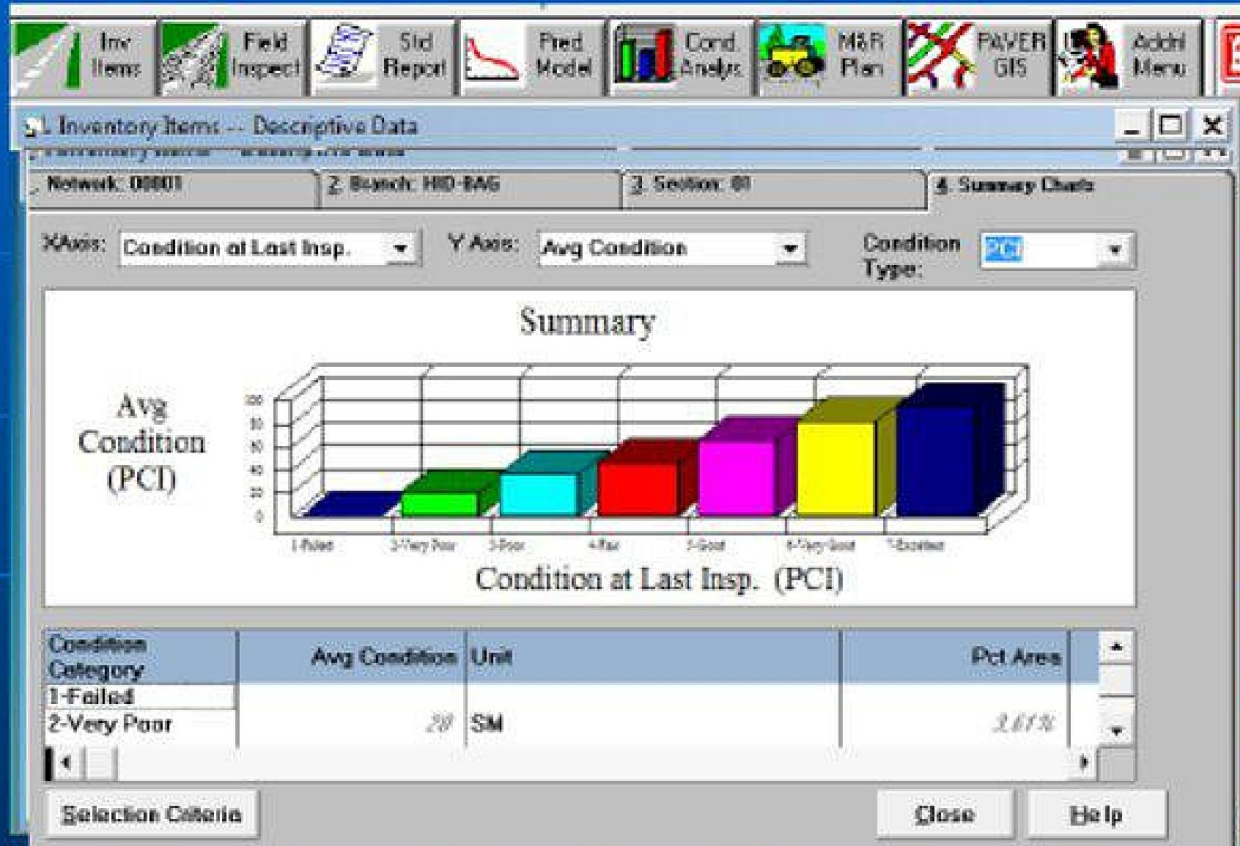 Inv Items
Field Inspect
Std Report
Pred. Model
Cond. Analys
M&R Plan
PAVER GIS
Addnl Menu
Inventory Items -- Descriptive Data
Network: 00001
2. Branch: HID-BAG
3. Section: 01
4. Summary Charts
XAxis: Condition at Last Insp.
Y Axis: Avg Condition
Condition Type: PCI
Summary
Avg Condition (PCI)
100
80
60
40
20
0
1-Failed
2-Very Poor
3-Poor
4-Fair
5-Good
6-Very Good
7-Excellent
Condition at Last Insp. (PCI)
Condition Category
Avg Condition
Unit
Pct Area
1-Failed
2-Very Poor
20
SM
3.61%
Selection Criteria
Close
Help